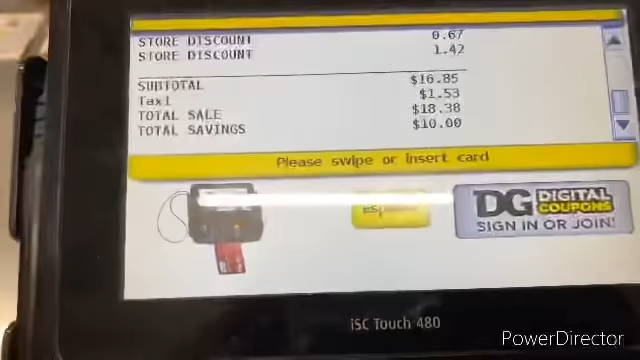 STORE DISCOUNT 0.67
STORE DISCOUNT 1.42
SUBTOTAL $16.85
Tax1 $1.53
TOTAL SALE $18.38
TOTAL SAVINGS $10.00
Please swipe or insert card
DG DIGITAL COUPONS
SIGN IN OR JOIN!
iSC Touch 480
PowerDirector